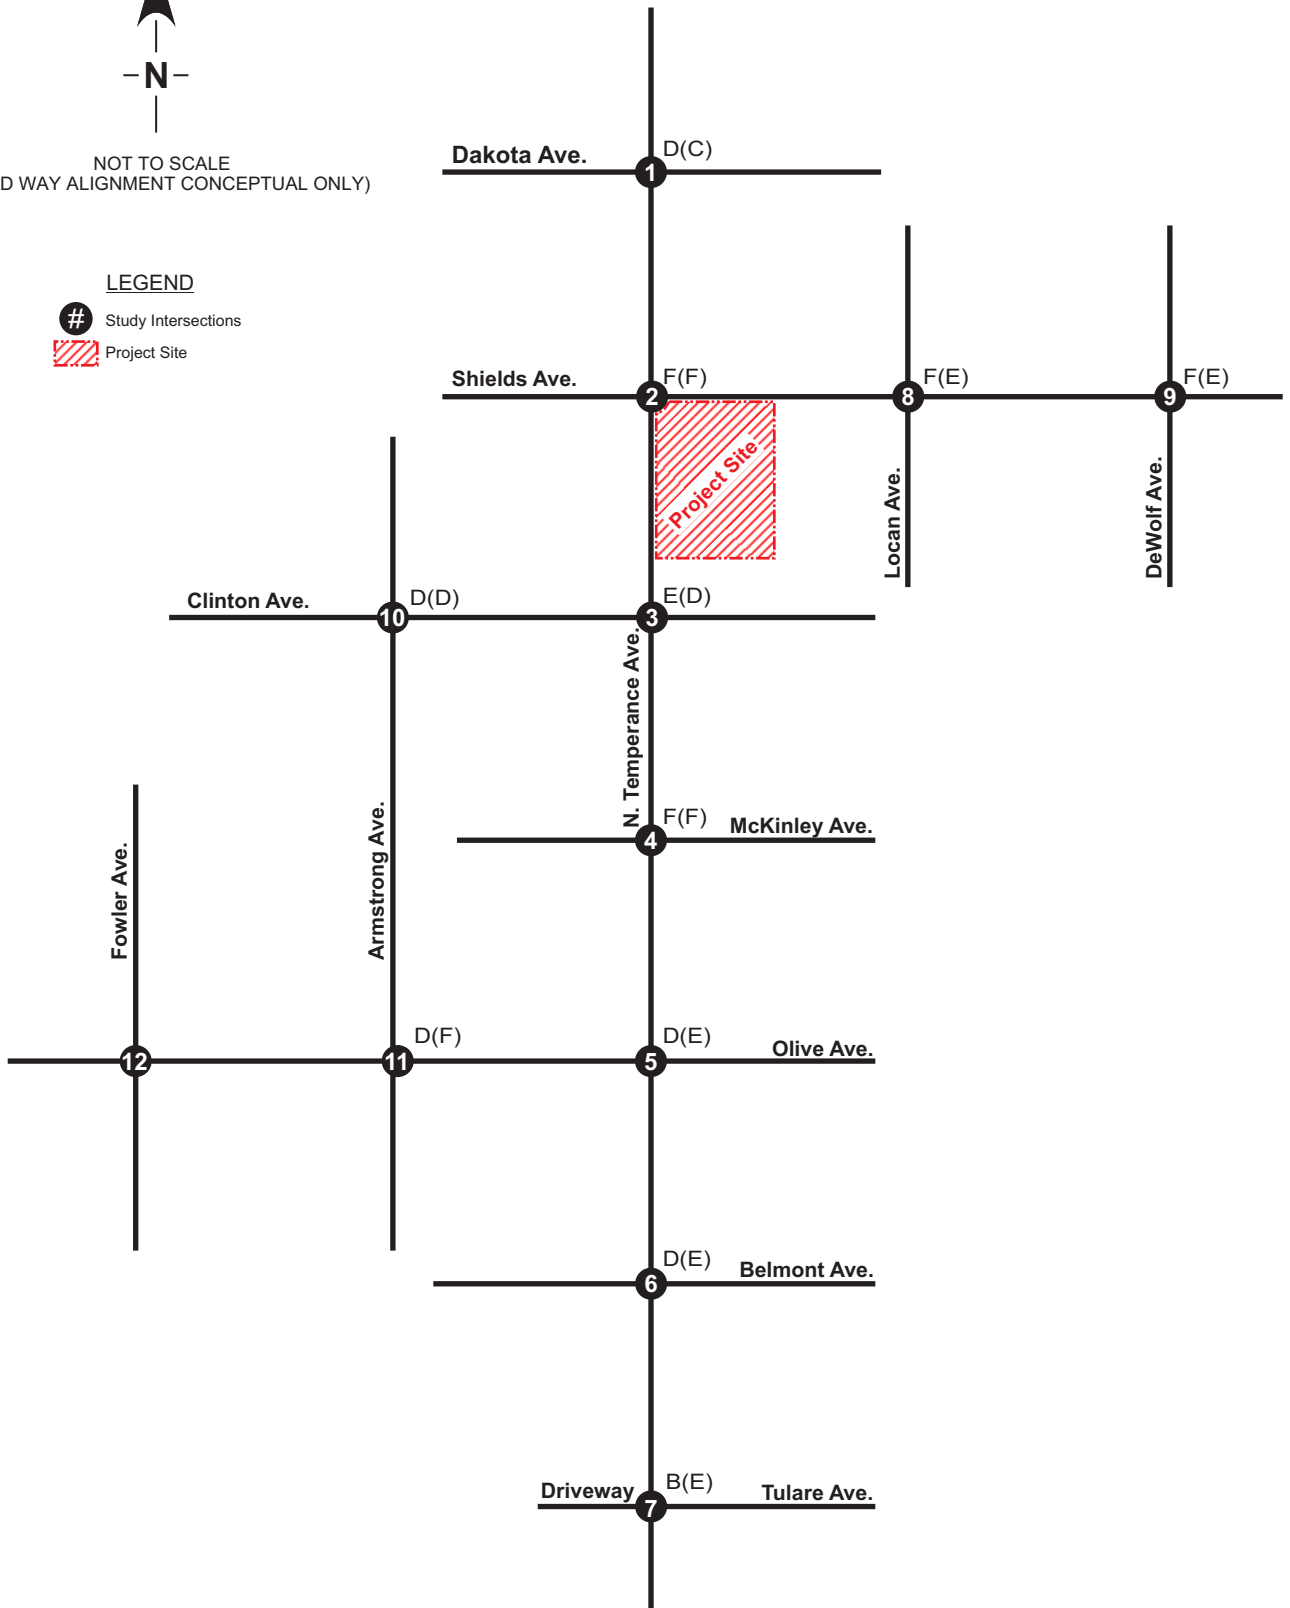 N
NOT TO SCALE
D WAY ALIGNMENT CONCEPTUAL ONLY)
LEGEND
# Study Intersections
Project Site
Dakota Ave.
D(C)
1
Shields Ave.
F(F)
2
F(E)
8
F(E)
9
Project Site
Locan Ave.
DeWolf Ave.
Clinton Ave.
D(D)
10
E(D)
3
N. Temperance Ave.
F(F)
4
McKinley Ave.
Fowler Ave.
Armstrong Ave.
12
D(F)
11
D(E)
5
Olive Ave.
D(E)
6
Belmont Ave.
Driveway
B(E)
7
Tulare Ave.